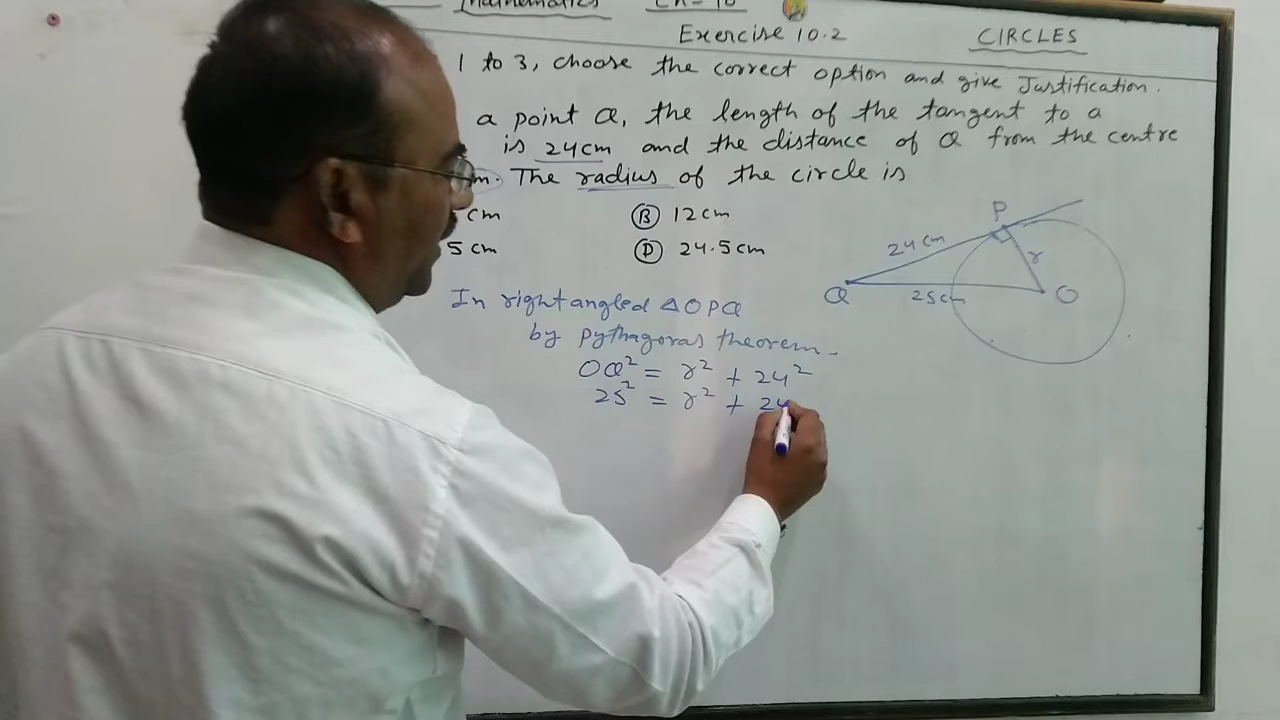 Mathematics
Exercise 10.2 CIRCLES
1 to 3, choose the correct option and give Justification.
a point Q, the length of the tangent to a
is 24cm and the distance of Q from the centre
m. The radius of the circle is
cm Ⓑ 12cm
5 cm Ⓓ 24.5cm
P
24 cm
r
Q 25cm O
In right angled △OPQ
by pythagoras theorem.
OQ² = r² + 24²
25² = r² + 24